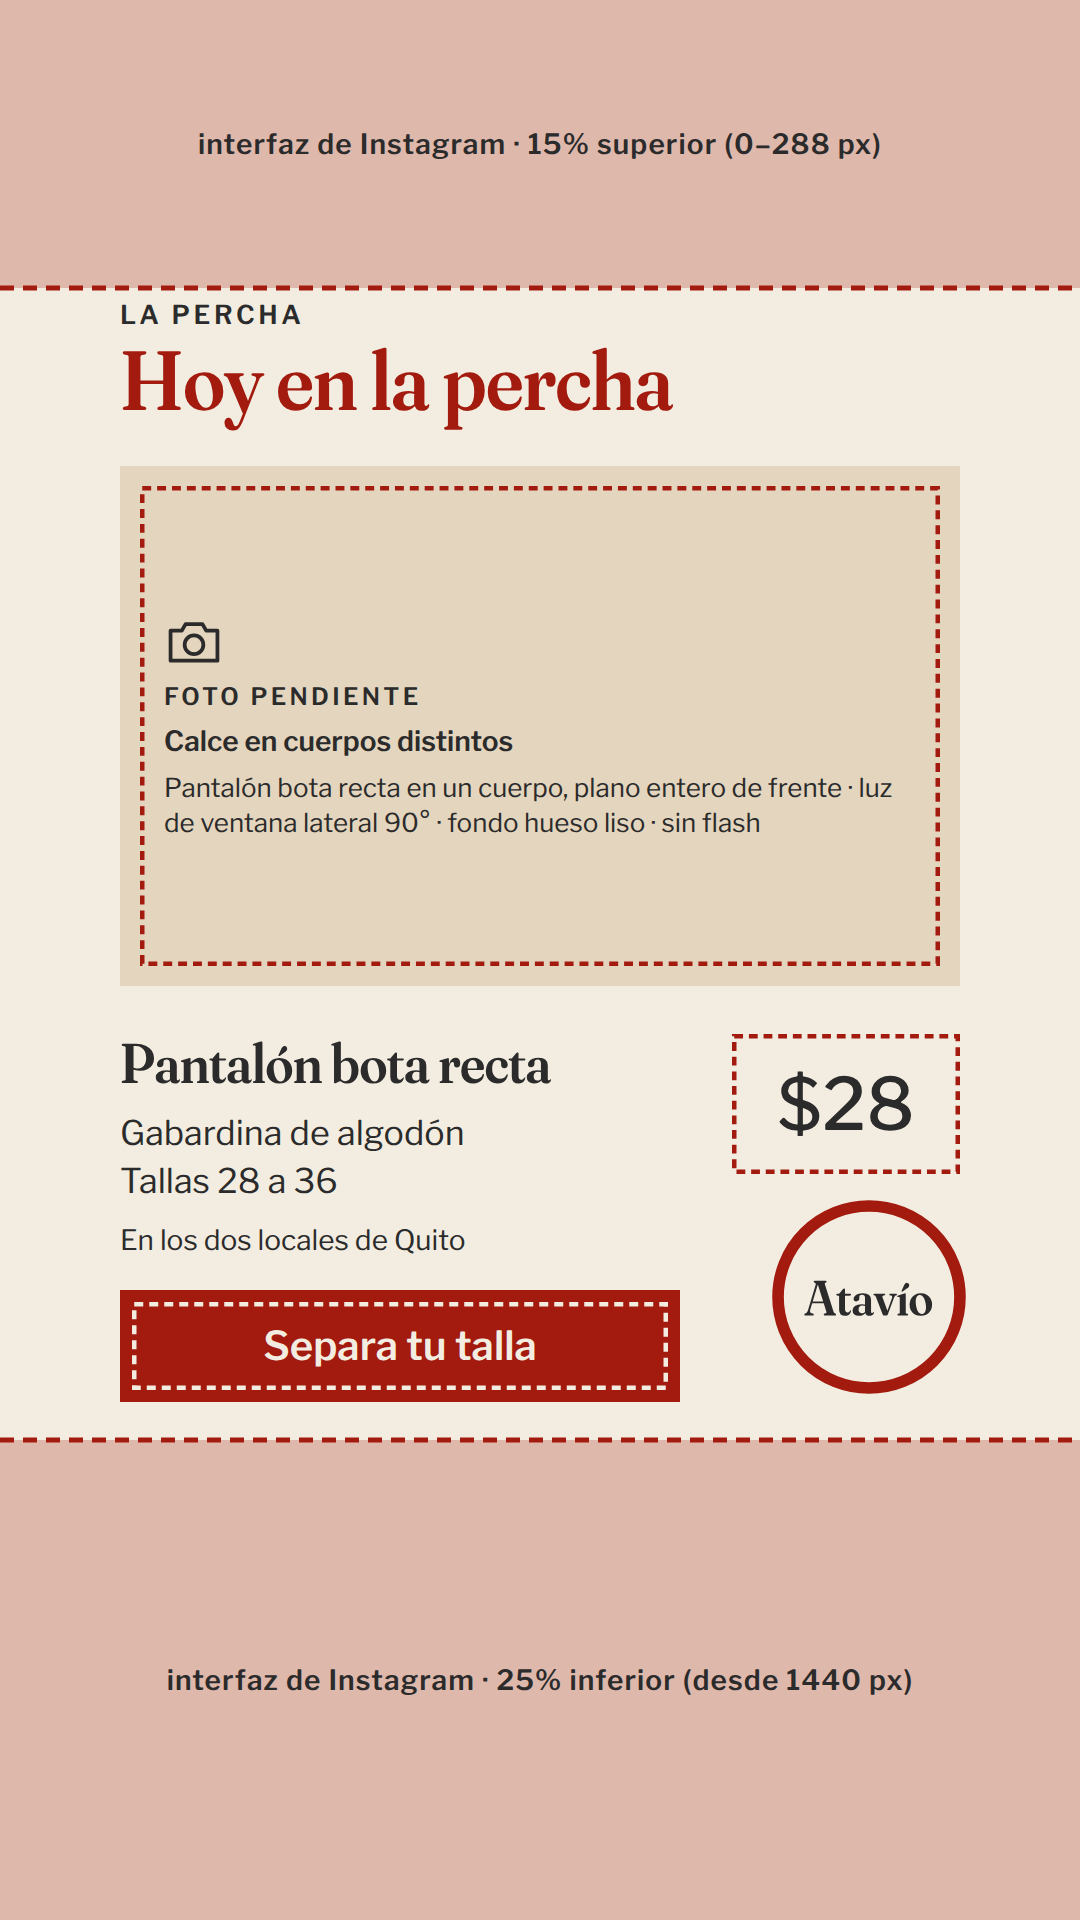 interfaz de Instagram · 15% superior (0–288 px)
LA PERCHA
Hoy en la percha
FOTO PENDIENTE
Calce en cuerpos distintos
Pantalón bota recta en un cuerpo, plano entero de frente · luz
de ventana lateral 90° · fondo hueso liso · sin flash
Pantalón bota recta
$28
Gabardina de algodón
Tallas 28 a 36
En los dos locales de Quito
Separa tu talla
Atavío
interfaz de Instagram · 25% inferior (desde 1440 px)